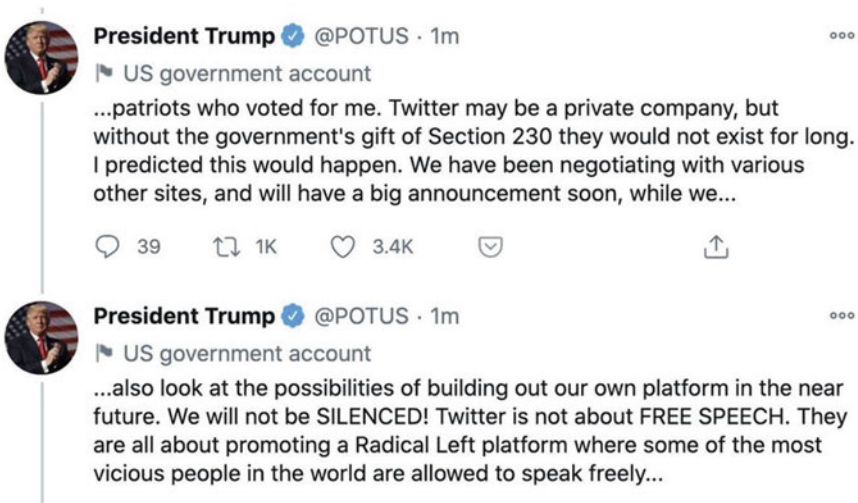 President Trump @POTUS · 1m
US government account
...patriots who voted for me. Twitter may be a private company, but
without the government's gift of Section 230 they would not exist for long.
I predicted this would happen. We have been negotiating with various
other sites, and will have a big announcement soon, while we...
39 1K 3.4K
President Trump @POTUS · 1m
US government account
...also look at the possibilities of building out our own platform in the near
future. We will not be SILENCED! Twitter is not about FREE SPEECH. They
are all about promoting a Radical Left platform where some of the most
vicious people in the world are allowed to speak freely...